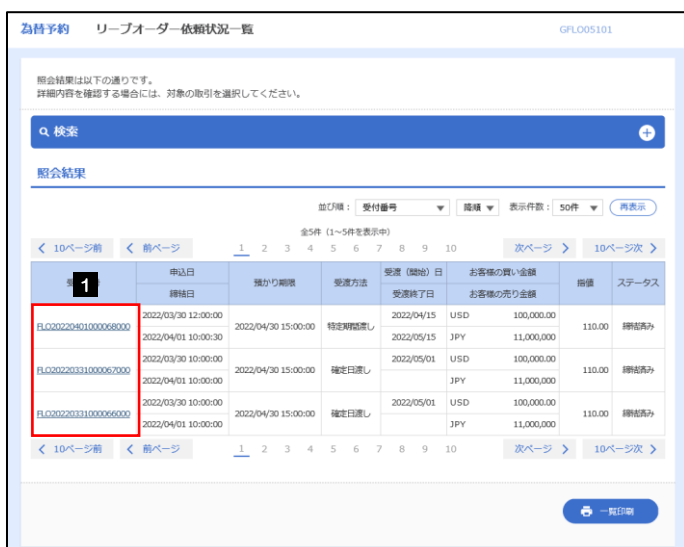 為替予約 リーブオーダー依頼状況一覧 GFLO05101
照会結果は以下の通りです。
詳細内容を確認する場合には、対象の取引を選択してください。
検索
照会結果
並び順： 受付番号 降順 表示件数： 50件 再表示
全5件（1～5件を表示中）
10ページ前 前ページ 1 2 3 4 5 6 7 8 9 10 次ページ 10ページ次
1 申込日 預かり期限 受渡方法 受渡（開始）日 お客様の買い金額 指値 ステータス
締結日 受渡終了日 お客様の売り金額
FLO20220401000068000 2022/03/30 12:00:00 2022/04/30 15:00:00 特定期間渡し 2022/04/15 USD 100,000.00 110.00 締結済み
2022/04/01 10:00:30 2022/05/15 JPY 11,000,000
FLO20220331000067000 2022/03/30 10:00:00 2022/04/30 15:00:00 確定日渡し 2022/05/01 USD 100,000.00 110.00 締結済み
2022/04/01 10:00:00 JPY 11,000,000
FLO20220331000066000 2022/03/30 10:00:00 2022/04/30 15:00:00 確定日渡し 2022/05/01 USD 100,000.00 110.00 締結済み
2022/04/01 10:00:00 JPY 11,000,000
10ページ前 前ページ 1 2 3 4 5 6 7 8 9 10 次ページ 10ページ次
一覧印刷